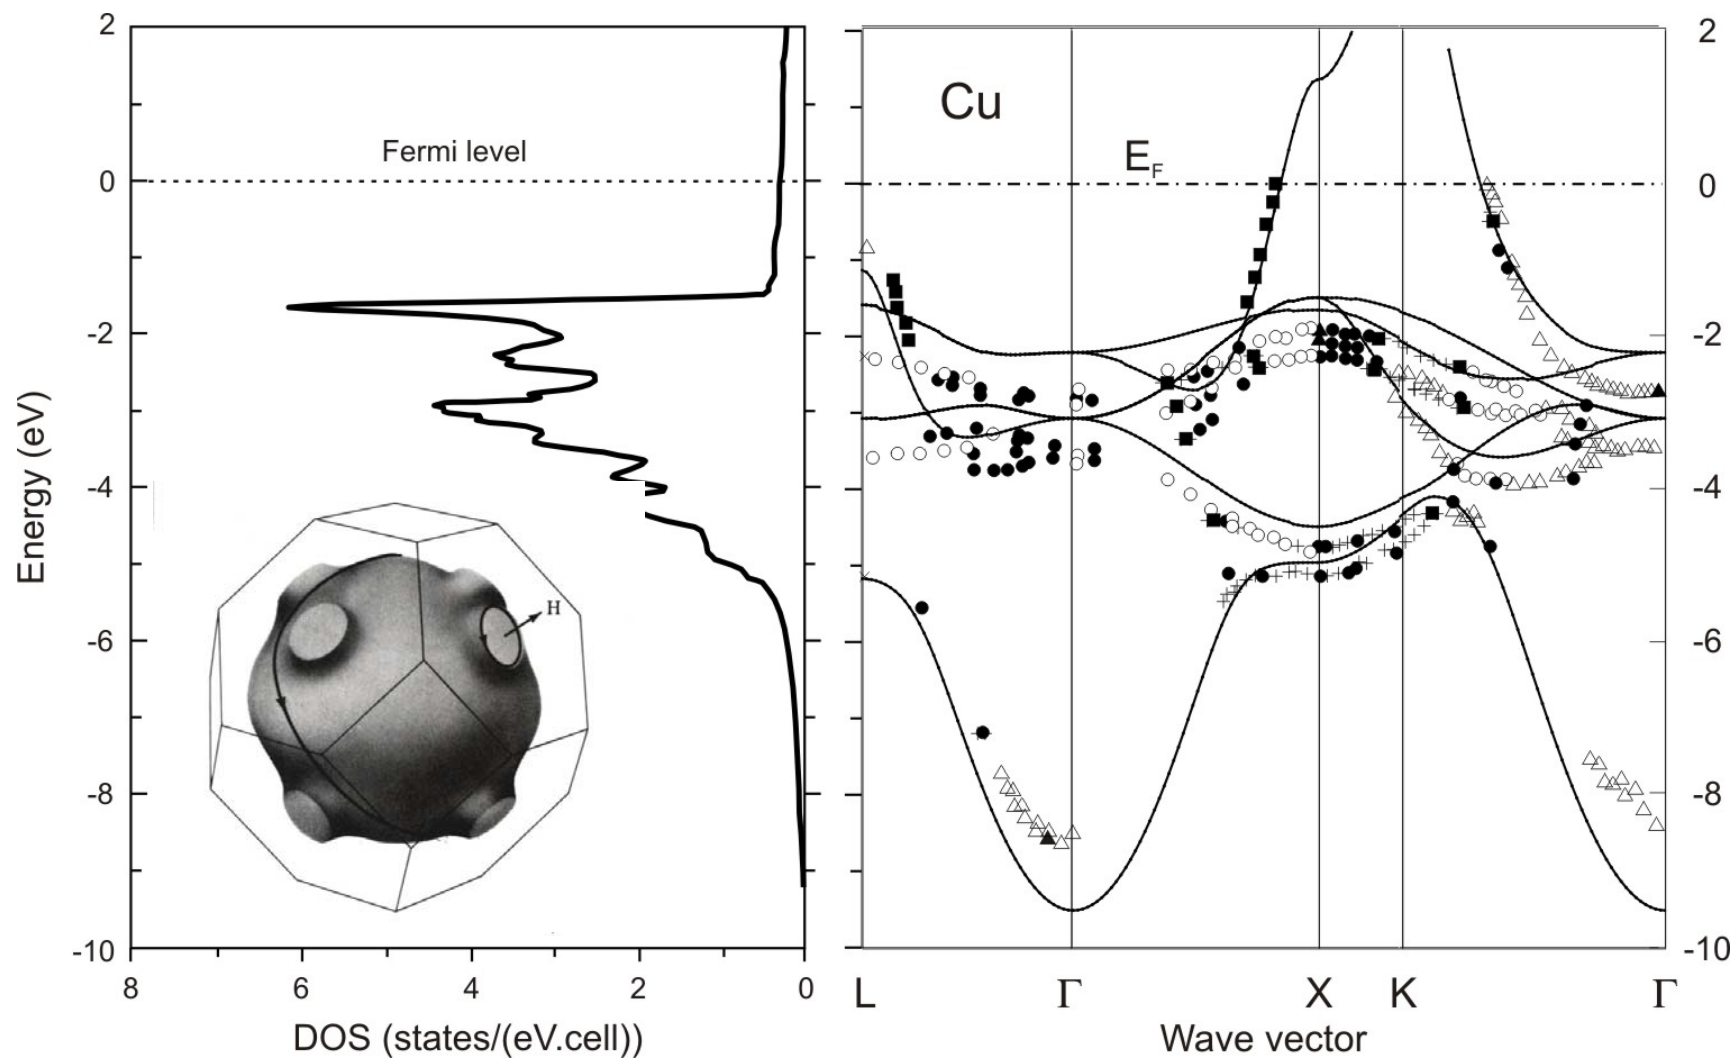 2
0
-2
-4
-6
-8
-10
Energy (eV)
Fermi level
H
8
6
4
2
0
DOS (states/(eV.cell))
Cu
E_F
2
0
-2
-4
-6
-8
-10
L
Γ
X
K
Γ
Wave vector